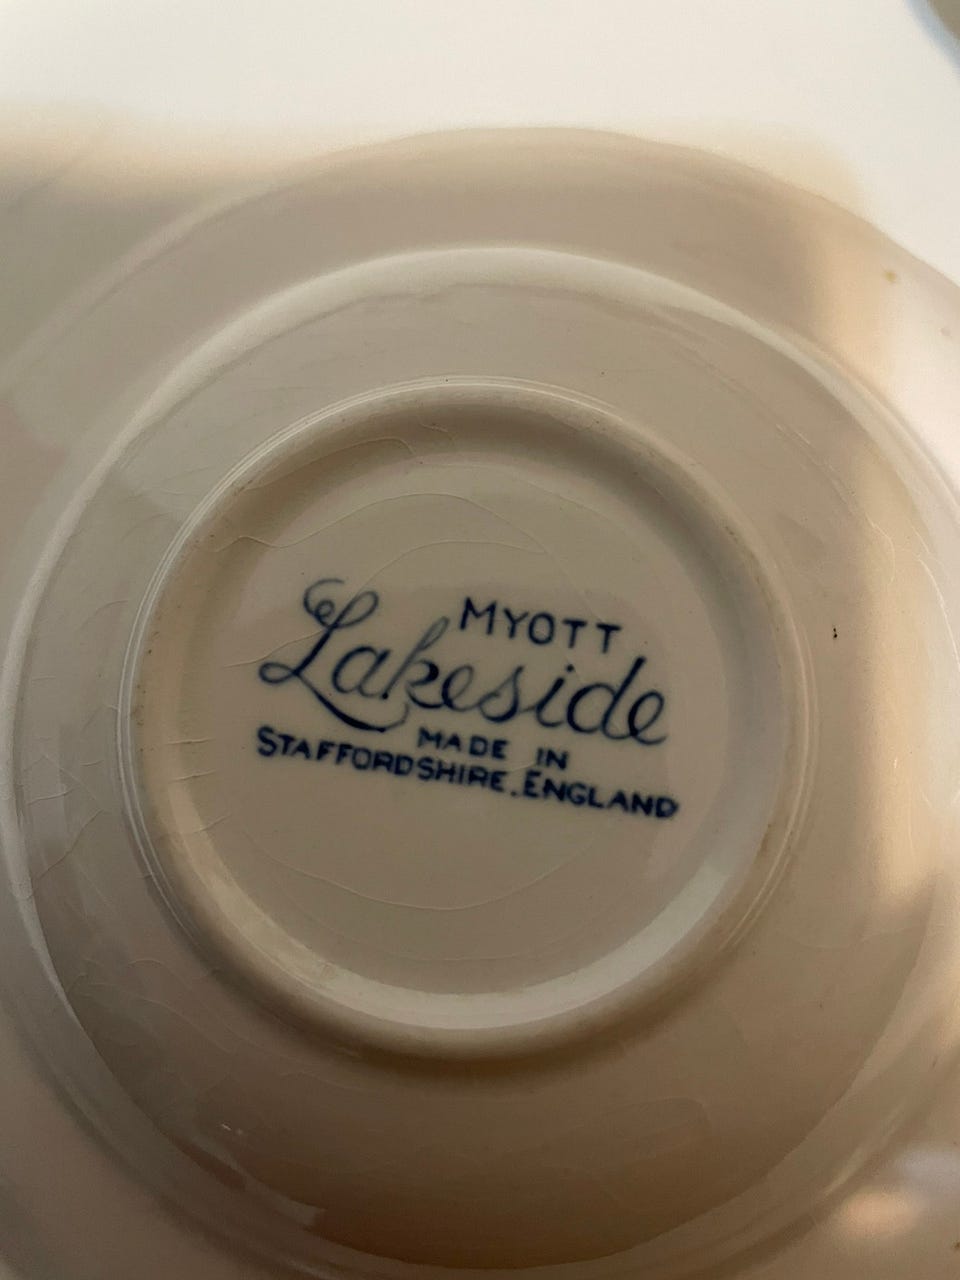 MYOTT
Lakeside
MADE IN
STAFFORDSHIRE. ENGLAND